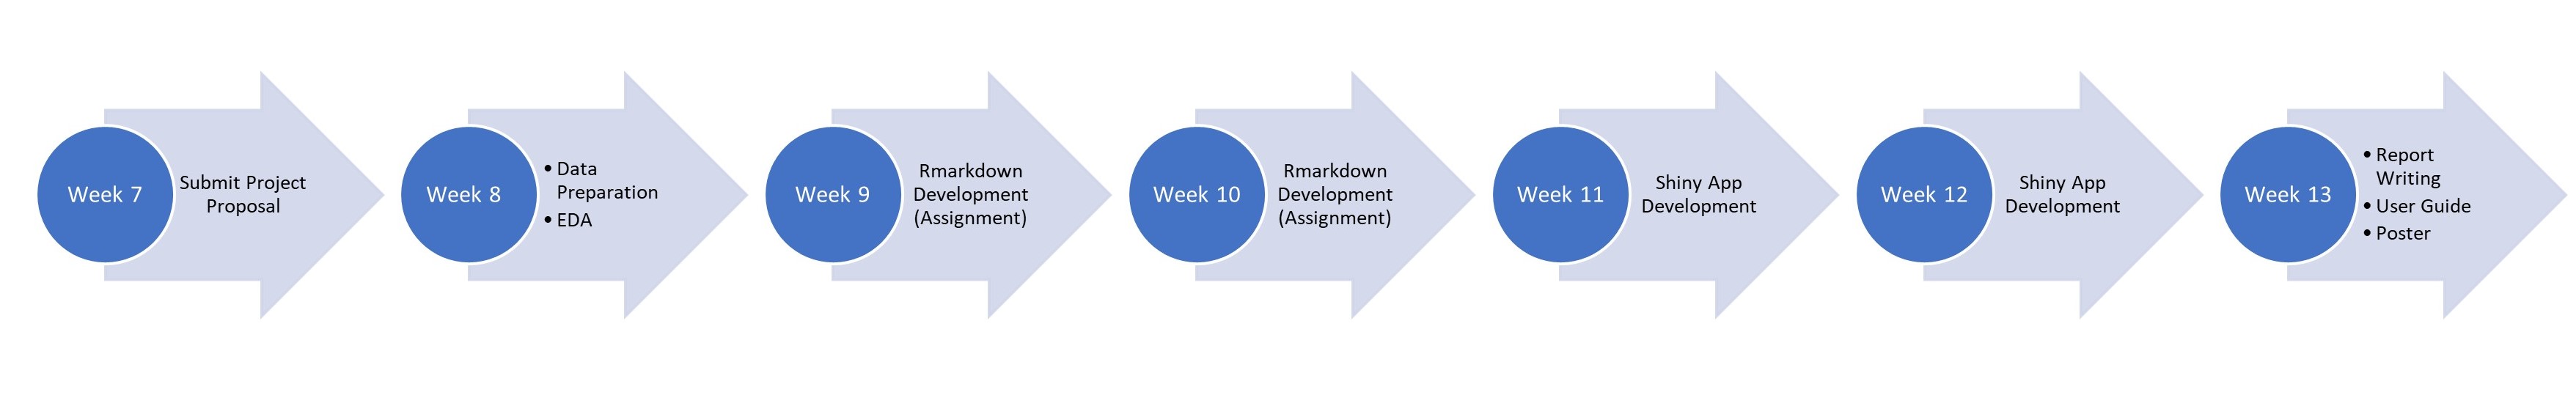 Week 7
Submit Project
Proposal
Week 8
• Data
Preparation
• EDA
Week 9
Rmarkdown
Development
(Assignment)
Week 10
Rmarkdown
Development
(Assignment)
Week 11
Shiny App
Development
Week 12
Shiny App
Development
Week 13
• Report
Writing
• User Guide
• Poster